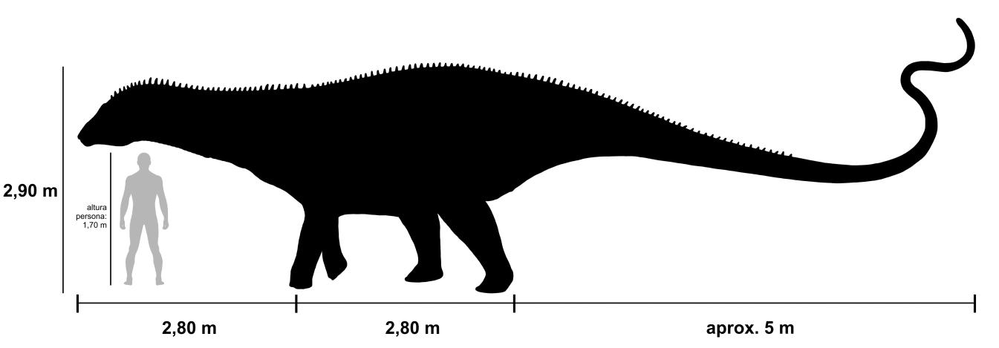 2,90 m
altura
persona:
1,70 m
2,80 m
2,80 m
aprox. 5 m